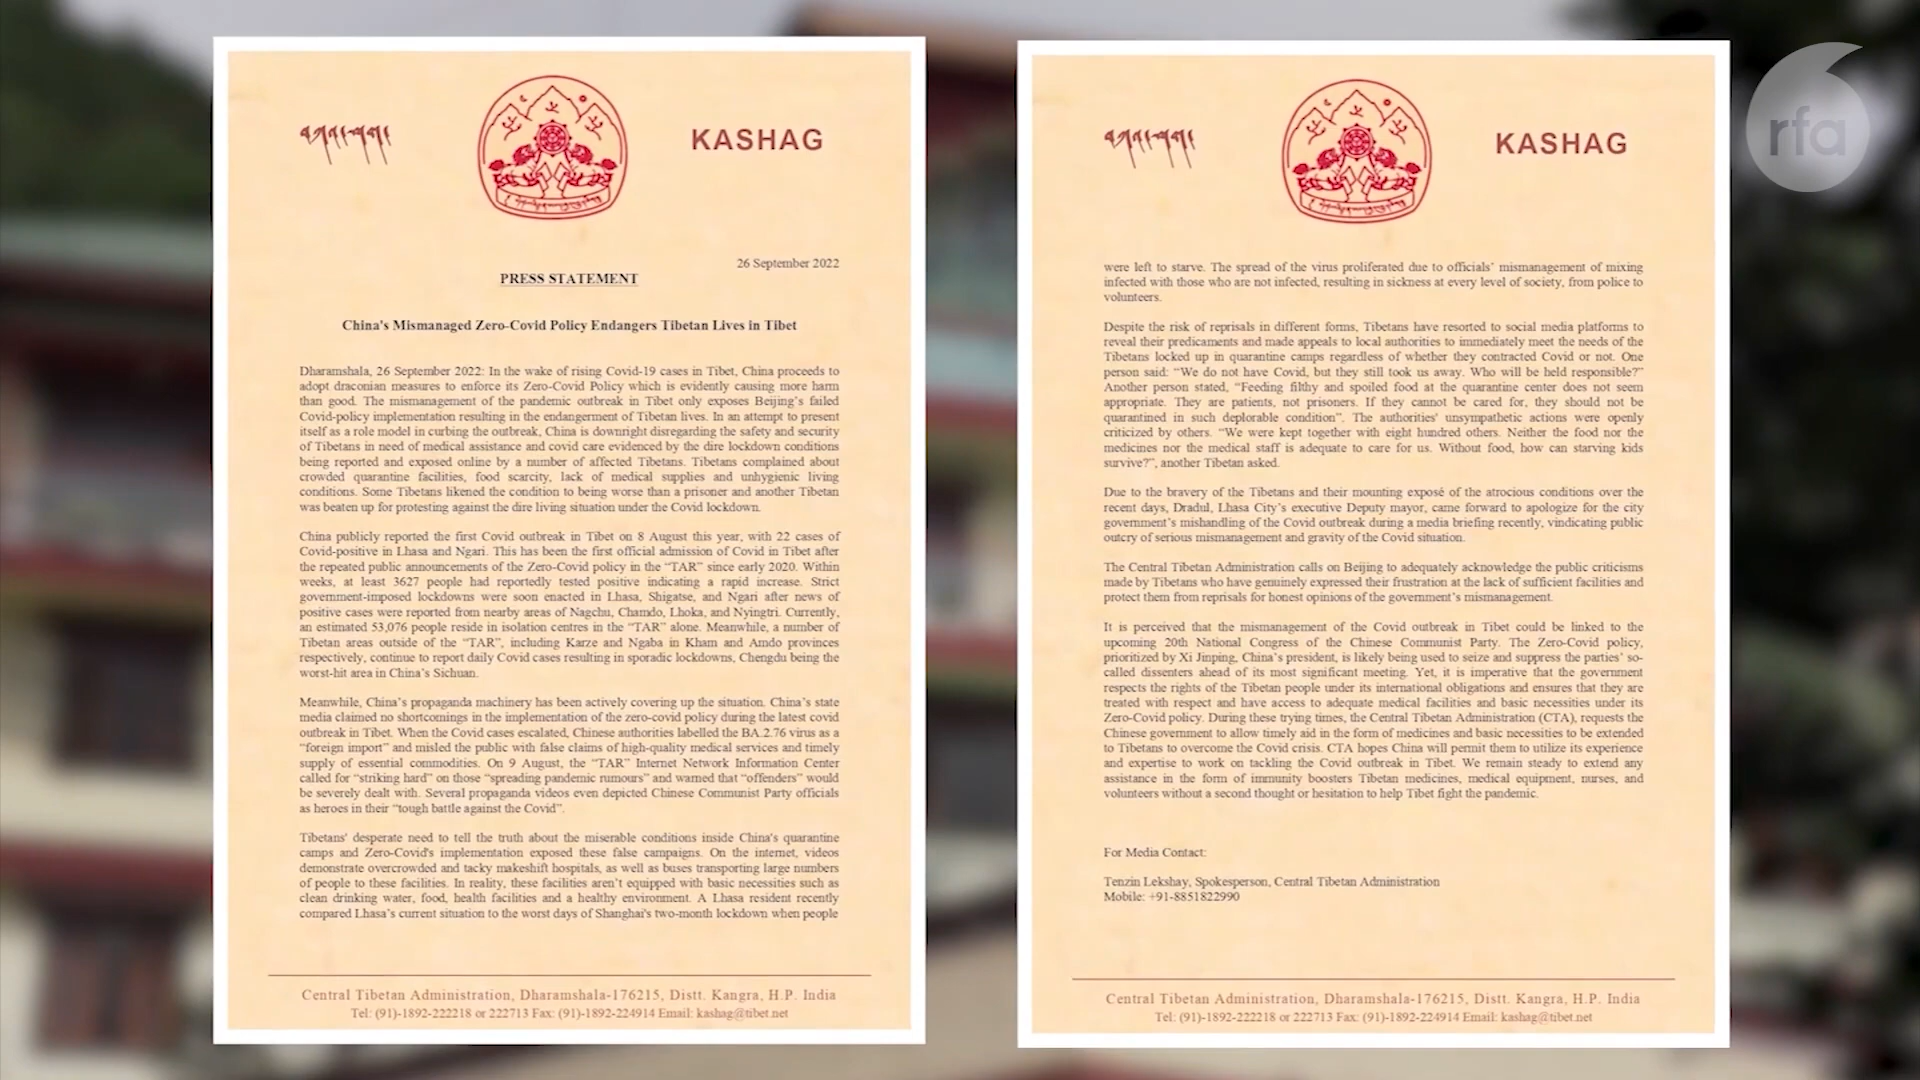 བཀའ་ཤག
KASHAG
26 September 2022
PRESS STATEMENT
China's Mismanaged Zero-Covid Policy Endangers Tibetan Lives in Tibet
Dharamshala, 26 September 2022: In the wake of rising Covid-19 cases in Tibet, China proceeds to
adopt draconian measures to enforce its Zero-Covid Policy which is evidently causing more harm
than good. The mismanagement of the pandemic outbreak in Tibet only exposes Beijing's failed
Covid-policy implementation resulting in the endangerment of Tibetan lives. In an attempt to present
itself as a role model in curbing the outbreak, China is downright disregarding the safety and security
of Tibetans in need of medical assistance and covid care evidenced by the dire lockdown conditions
being reported and exposed online by a number of affected Tibetans. Tibetans complained about
crowded quarantine facilities, food scarcity, lack of medical supplies and unhygienic living
conditions. Some Tibetans likened the condition to being worse than a prisoner and another Tibetan
was beaten up for protesting against the dire living situation under the Covid lockdown.
China publicly reported the first Covid outbreak in Tibet on 8 August this year, with 22 cases of
Covid-positive in Lhasa and Ngari. This has been the first official admission of Covid in Tibet after
the repeated public announcements of the Zero-Covid policy in the “TAR” since early 2020. Within
weeks, at least 3627 people had reportedly tested positive indicating a rapid increase. Strict
government-imposed lockdowns were soon enacted in Lhasa, Shigatse, and Ngari after news of
positive cases were reported from nearby areas of Nagchu, Chamdo, Lhoka, and Nyingtri. Currently,
an estimated 53,076 people reside in isolation centres in the “TAR” alone. Meanwhile, a number of
Tibetan areas outside of the “TAR”, including Karze and Ngaba in Kham and Amdo provinces
respectively, continue to report daily Covid cases resulting in sporadic lockdowns, Chengdu being the
worst-hit area in China's Sichuan.
Meanwhile, China's propaganda machinery has been actively covering up the situation. China's state
media claimed no shortcomings in the implementation of the zero-covid policy during the latest covid
outbreak in Tibet. When the Covid cases escalated, Chinese authorities labelled the BA.2.76 virus as a
“foreign import” and misled the public with false claims of high-quality medical services and timely
supply of essential commodities. On 9 August, the “TAR” Internet Network Information Center
called for “striking hard” on those “spreading pandemic rumours” and warned that “offenders” would
be severely dealt with. Several propaganda videos even depicted Chinese Communist Party officials
as heroes in their “tough battle against the Covid”.
Tibetans' desperate need to tell the truth about the miserable conditions inside China's quarantine
camps and Zero-Covid's implementation exposed these false campaigns. On the internet, videos
demonstrate overcrowded and tacky makeshift hospitals, as well as buses transporting large numbers
of people to these facilities. In reality, these facilities aren't equipped with basic necessities such as
clean drinking water, food, health facilities and a healthy environment. A Lhasa resident recently
compared Lhasa's current situation to the worst days of Shanghai's two-month lockdown when people
Central Tibetan Administration, Dharamshala-176215, Distt. Kangra, H.P. India
Tel: (91)-1892-222218 or 222713 Fax: (91)-1892-224914 Email: kashag@tibet.net
བཀའ་ཤག
KASHAG
were left to starve. The spread of the virus proliferated due to officials' mismanagement of mixing
infected with those who are not infected, resulting in sickness at every level of society, from police to
volunteers.
Despite the risk of reprisals in different forms, Tibetans have resorted to social media platforms to
reveal their predicaments and made appeals to local authorities to immediately meet the needs of the
Tibetans locked up in quarantine camps regardless of whether they contracted Covid or not. One
person said: “We do not have Covid, but they still took us away. Who will be held responsible?”
Another person stated, “Feeding filthy and spoiled food at the quarantine center does not seem
appropriate. They are patients, not prisoners. If they cannot be cared for, they should not be
quarantined in such deplorable condition”. The authorities' unsympathetic actions were openly
criticized by others. “We were kept together with eight hundred others. Neither the food nor the
medicines nor the medical staff is adequate to care for us. Without food, how can starving kids
survive?”, another Tibetan asked.
Due to the bravery of the Tibetans and their mounting exposé of the atrocious conditions over the
recent days, Dradul, Lhasa City's executive Deputy mayor, came forward to apologize for the city
government's mishandling of the Covid outbreak during a media briefing recently, vindicating public
outcry of serious mismanagement and gravity of the Covid situation.
The Central Tibetan Administration calls on Beijing to adequately acknowledge the public criticisms
made by Tibetans who have genuinely expressed their frustration at the lack of sufficient facilities and
protect them from reprisals for honest opinions of the government's mismanagement.
It is perceived that the mismanagement of the Covid outbreak in Tibet could be linked to the
upcoming 20th National Congress of the Chinese Communist Party. The Zero-Covid policy,
prioritized by Xi Jinping, China's president, is likely being used to seize and suppress the parties' so-
called dissenters ahead of its most significant meeting. Yet, it is imperative that the government
respects the rights of the Tibetan people under its international obligations and ensures that they are
treated with respect and have access to adequate medical facilities and basic necessities under its
Zero-Covid policy. During these trying times, the Central Tibetan Administration (CTA), requests the
Chinese government to allow timely aid in the form of medicines and basic necessities to be extended
to Tibetans to overcome the Covid crisis. CTA hopes China will permit them to utilize its experience
and expertise to work on tackling the Covid outbreak in Tibet. We remain steady to extend any
assistance in the form of immunity boosters Tibetan medicines, medical equipment, nurses, and
volunteers without a second thought or hesitation to help Tibet fight the pandemic.
For Media Contact:
Tenzin Lekshay, Spokesperson, Central Tibetan Administration
Mobile: +91-8851822990
Central Tibetan Administration, Dharamshala-176215, Distt. Kangra, H.P. India
Tel: (91)-1892-222218 or 222713 Fax: (91)-1892-224914 Email: kashag@tibet.net
rfa